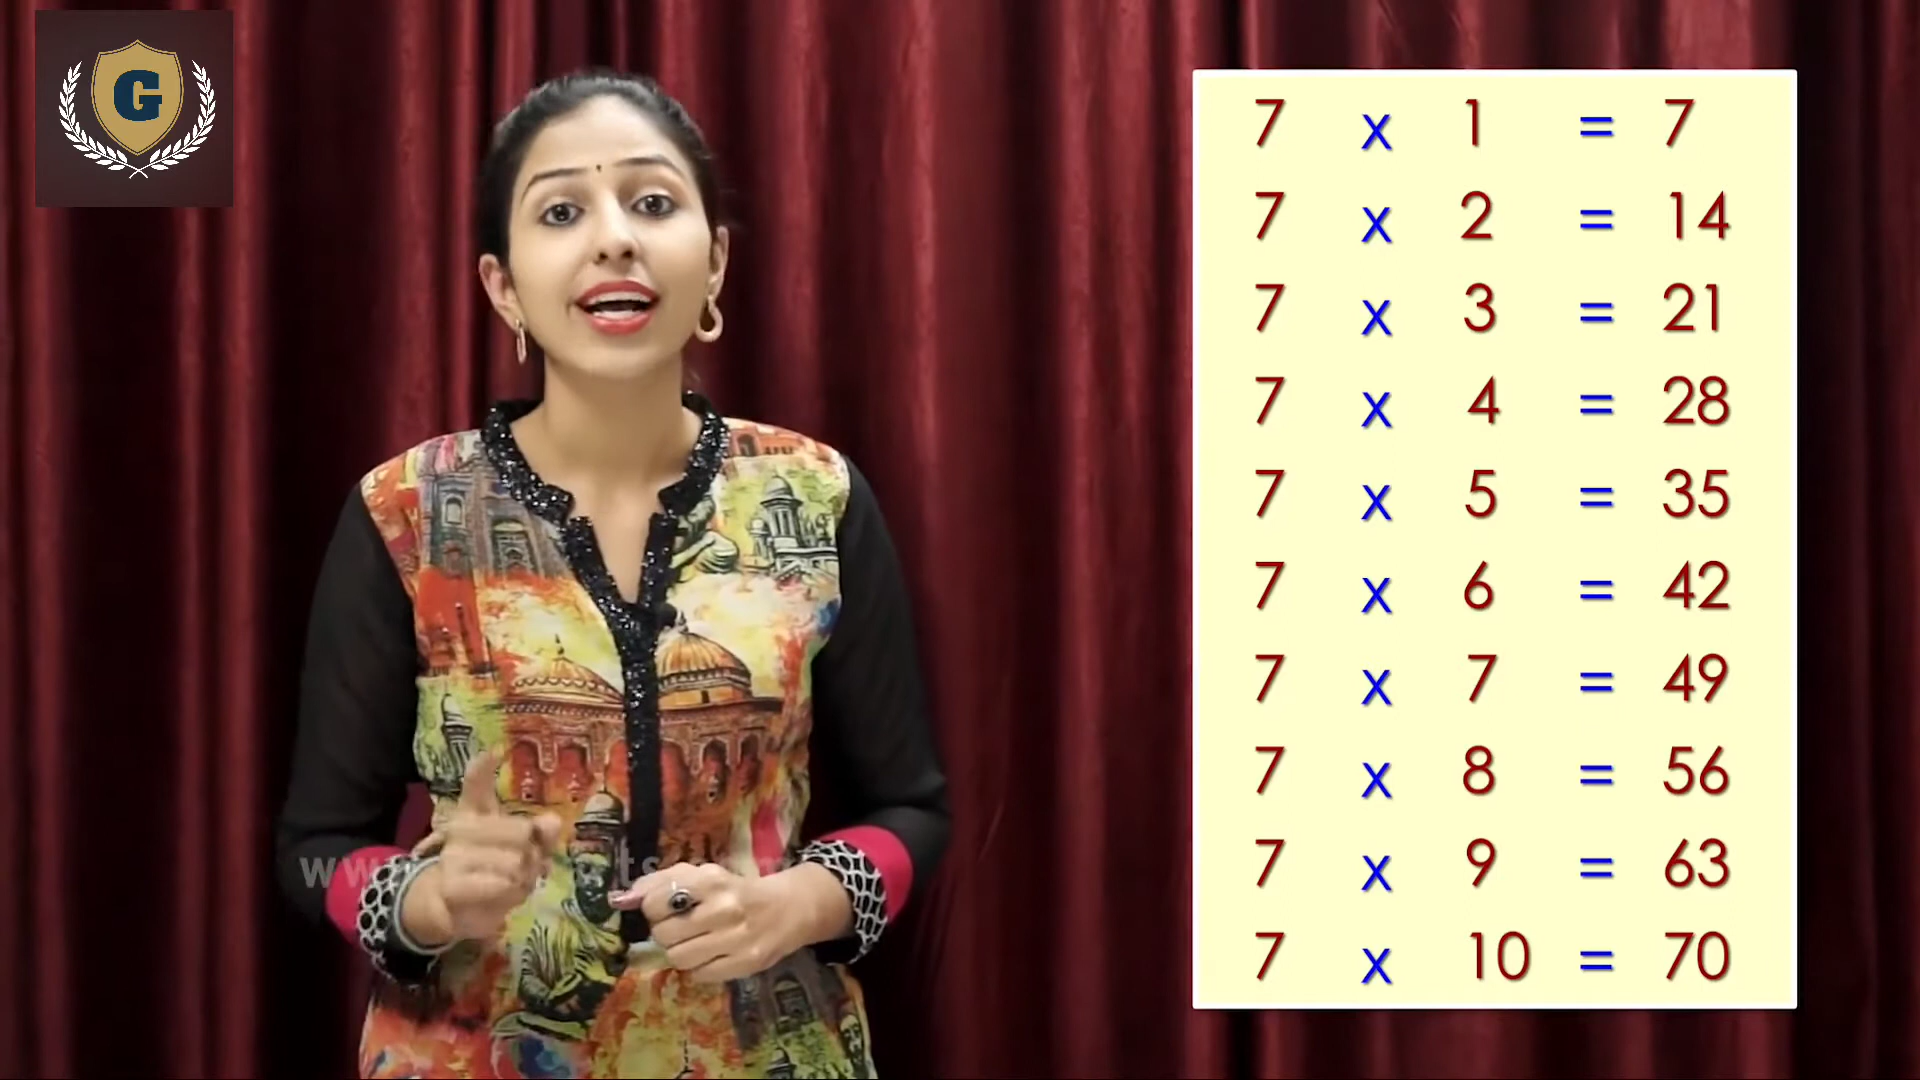 G
7 x 1 = 7
7 x 2 = 14
7 x 3 = 21
7 x 4 = 28
7 x 5 = 35
7 x 6 = 42
7 x 7 = 49
7 x 8 = 56
7 x 9 = 63
7 x 10 = 70